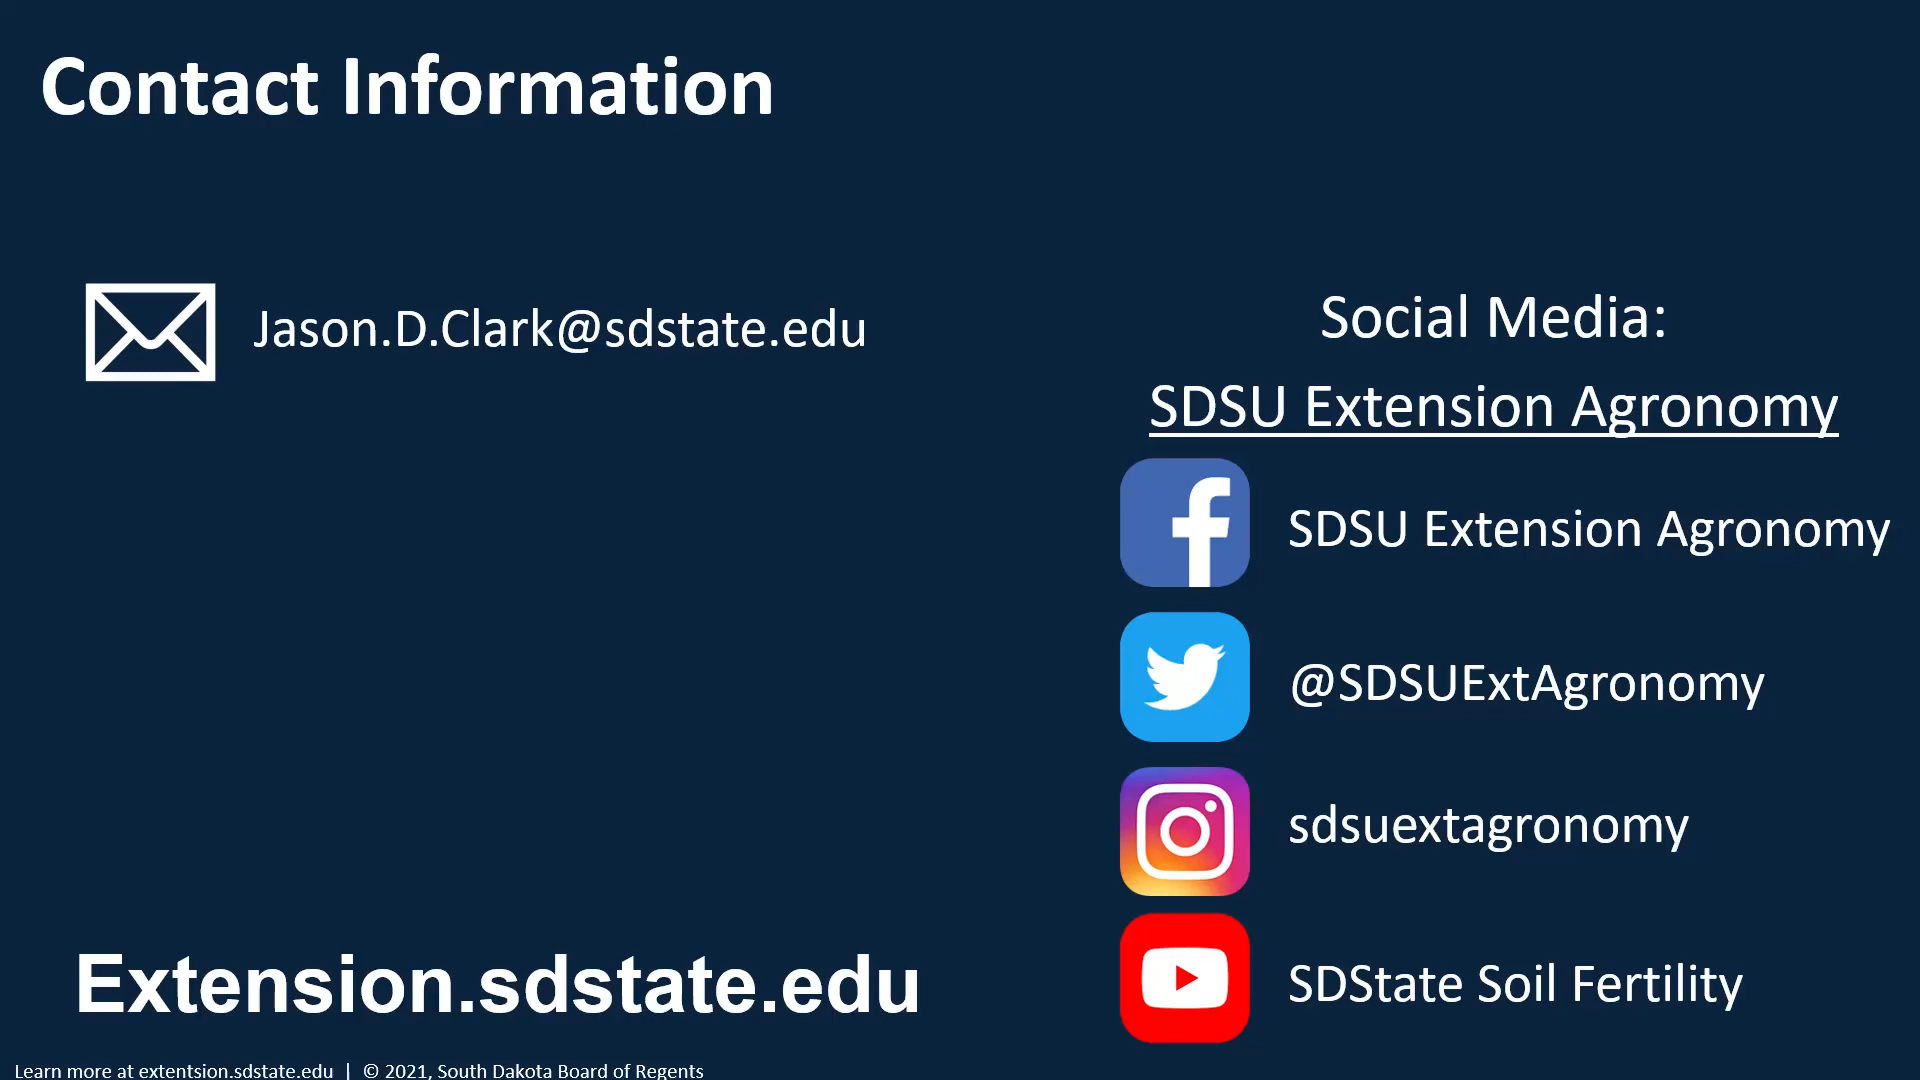 Contact Information
Jason.D.Clark@sdstate.edu
Social Media:
SDSU Extension Agronomy
SDSU Extension Agronomy
@SDSUExtAgronomy
sdsuextagronomy
SDState Soil Fertility
Extension.sdstate.edu
Learn more at extentsion.sdstate.edu | © 2021, South Dakota Board of Regents